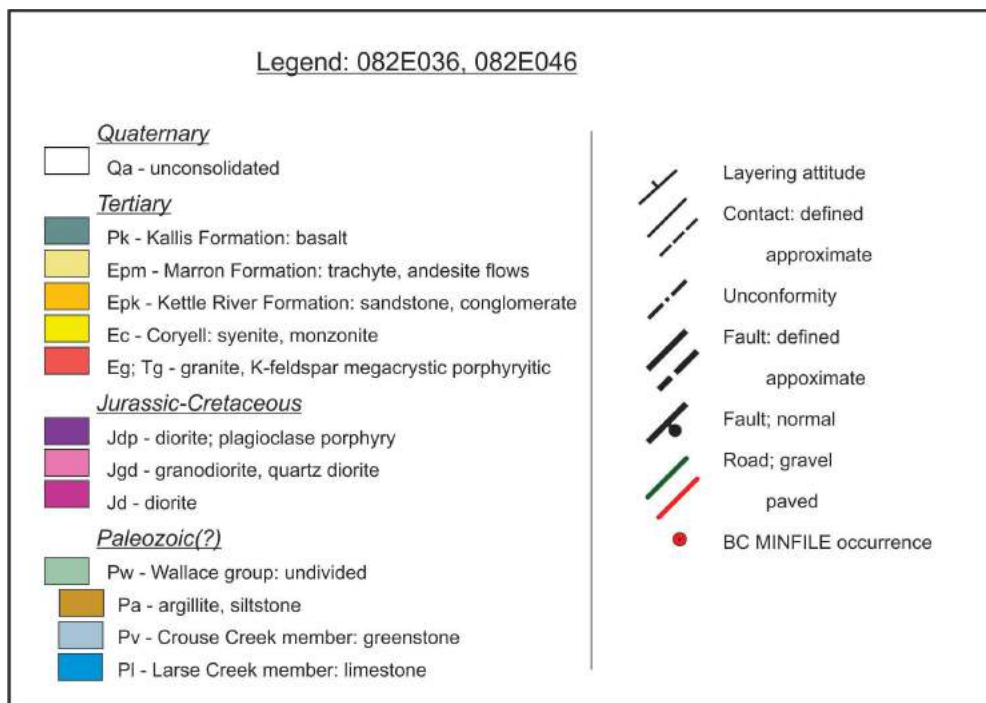 Legend: 082E036, 082E046
Quaternary
Qa - unconsolidated
Tertiary
Pk - Kallis Formation: basalt
Epm - Marron Formation: trachyte, andesite flows
Epk - Kettle River Formation: sandstone, conglomerate
Ec - Coryell: syenite, monzonite
Eg; Tg - granite, K-feldspar megacrystic porphyryitic
Jurassic-Cretaceous
Jdp - diorite; plagioclase porphyry
Jgd - granodiorite, quartz diorite
Jd - diorite
Paleozoic(?)
Pw - Wallace group: undivided
Pa - argillite, siltstone
Pv - Crouse Creek member: greenstone
Pl - Larse Creek member: limestone
Layering attitude
Contact: defined
approximate
Unconformity
Fault: defined
appoximate
Fault; normal
Road; gravel
paved
BC MINFILE occurrence